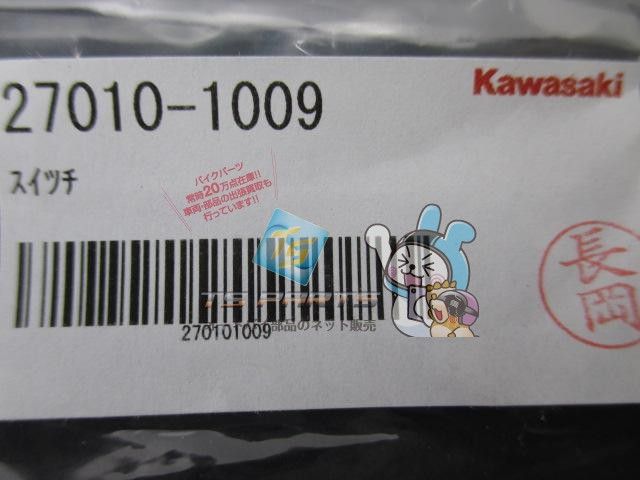 Kawasaki
27010-1009
スイツチ
バイクパーツ
常時20万点在庫!!
車両・部品の出張買取も
行っています!!
TS
TS PARTS
部品のネット販売
270101009
長岡